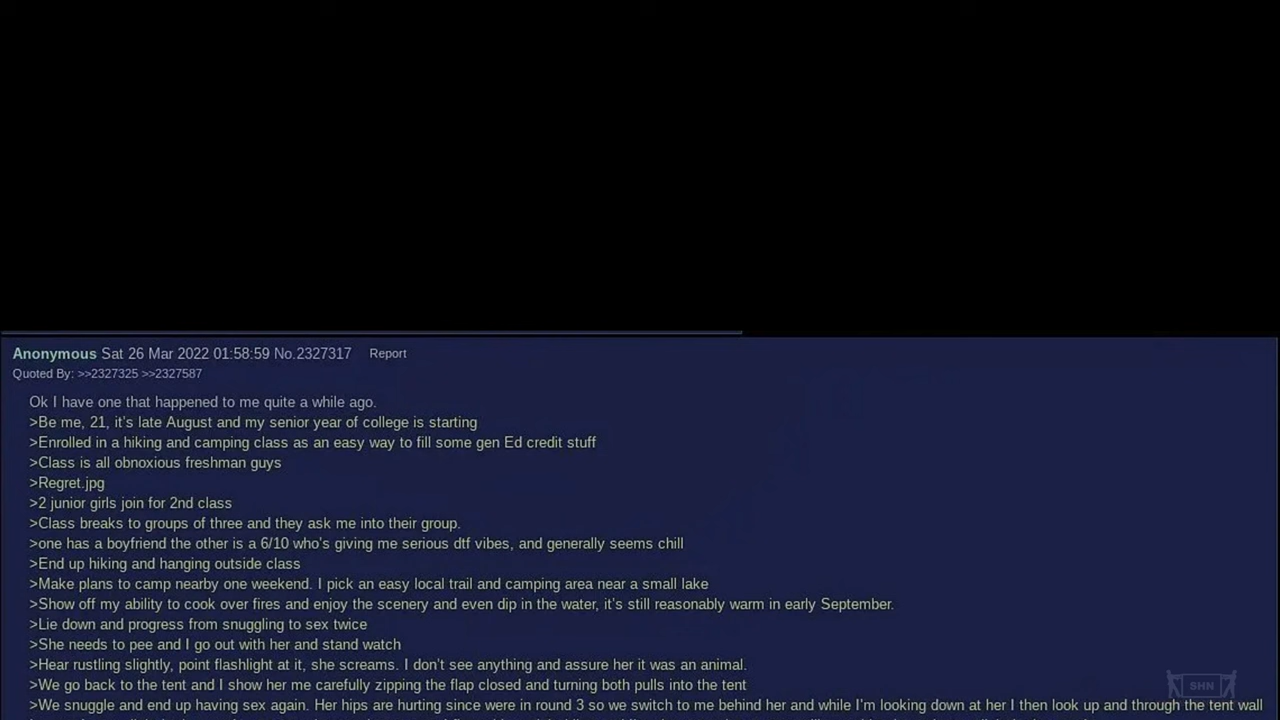 Anonymous Sat 26 Mar 2022 01:58:59 No.2327317 Report
Quoted By: >>2327325 >>2327587
Ok I have one that happened to me quite a while ago.
>Be me, 21, it's late August and my senior year of college is starting
>Enrolled in a hiking and camping class as an easy way to fill some gen Ed credit stuff
>Class is all obnoxious freshman guys
>Regret.jpg
>2 junior girls join for 2nd class
>Class breaks to groups of three and they ask me into their group.
>one has a boyfriend the other is a 6/10 who's giving me serious dtf vibes, and generally seems chill
>End up hiking and hanging outside class
>Make plans to camp nearby one weekend. I pick an easy local trail and camping area near a small lake
>Show off my ability to cook over fires and enjoy the scenery and even dip in the water, it's still reasonably warm in early September.
>Lie down and progress from snuggling to sex twice
>She needs to pee and I go out with her and stand watch
>Hear rustling slightly, point flashlight at it, she screams. I don't see anything and assure her it was an animal.
>We go back to the tent and I show her me carefully zipping the flap closed and turning both pulls into the tent
>We snuggle and end up having sex again. Her hips are hurting since were in round 3 so we switch to me behind her and while I'm looking down at her I then look up and through the tent wall
SHN